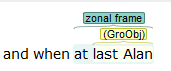 zonal frame
(GroObj)
and when at last Alan